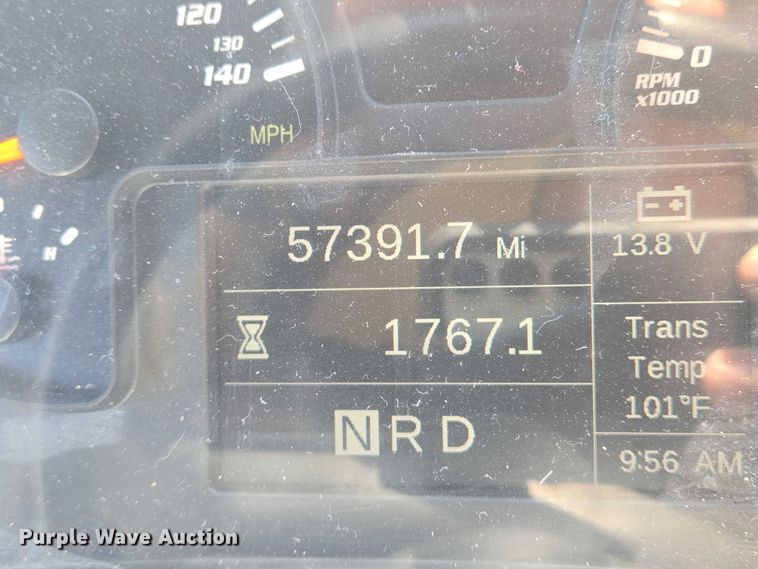 120
130
140
MPH
0
RPM
x1000
H
57391.7 Mi
13.8 V
1767.1
Trans
Temp
101°F
N R D
9:56 AM
Purple Wave Auction